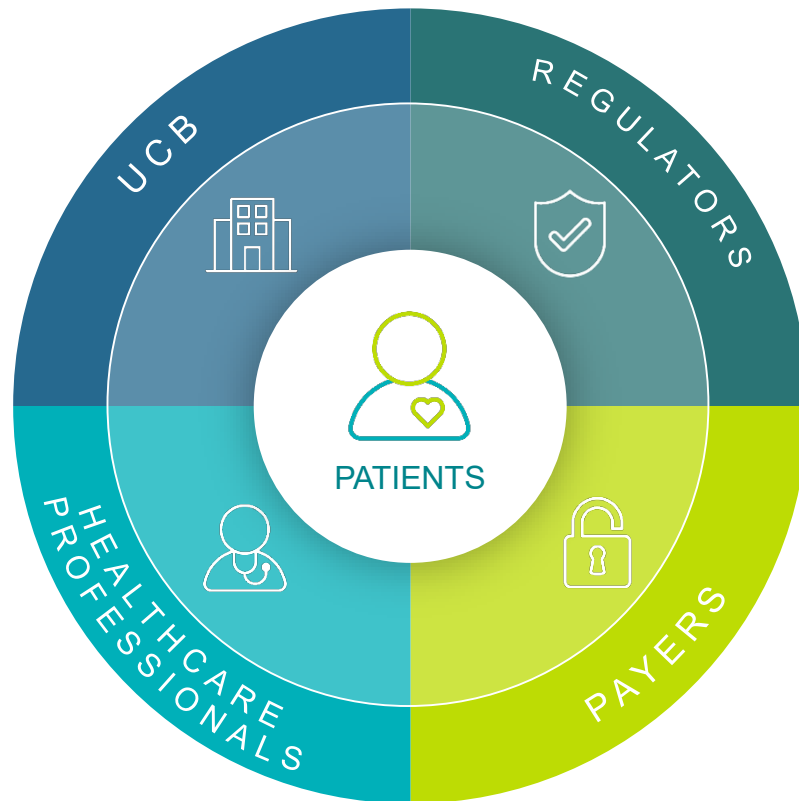 UCB
REGULATORS
PATIENTS
HEALTHCARE
PROFESSIONALS
PAYERS